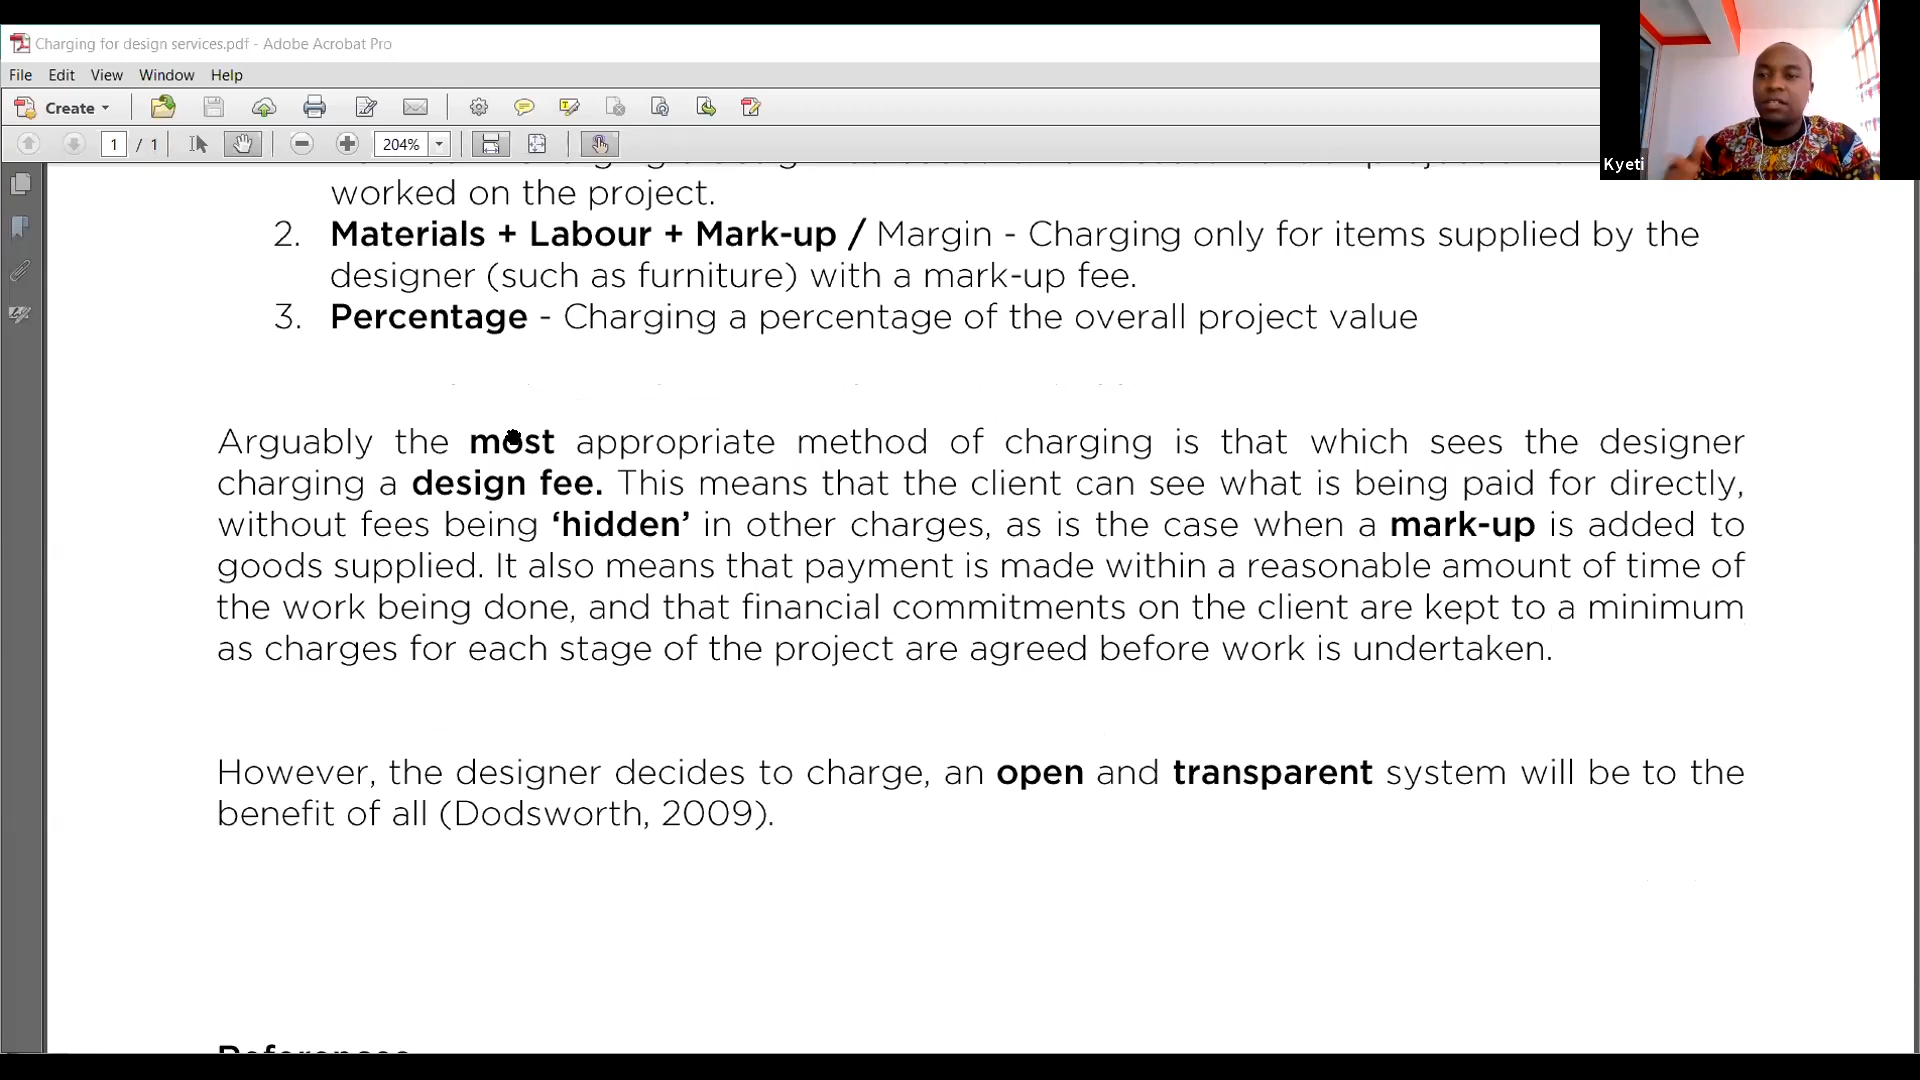 Charging for design services.pdf - Adobe Acrobat Pro
File Edit View Window Help
Create
1 / 1 204%
Kyeti
worked on the project.
2. Materials + Labour + Mark-up / Margin - Charging only for items supplied by the
designer (such as furniture) with a mark-up fee.
3. Percentage - Charging a percentage of the overall project value
Arguably the most appropriate method of charging is that which sees the designer
charging a design fee. This means that the client can see what is being paid for directly,
without fees being ‘hidden’ in other charges, as is the case when a mark-up is added to
goods supplied. It also means that payment is made within a reasonable amount of time of
the work being done, and that financial commitments on the client are kept to a minimum
as charges for each stage of the project are agreed before work is undertaken.
However, the designer decides to charge, an open and transparent system will be to the
benefit of all (Dodsworth, 2009).
References